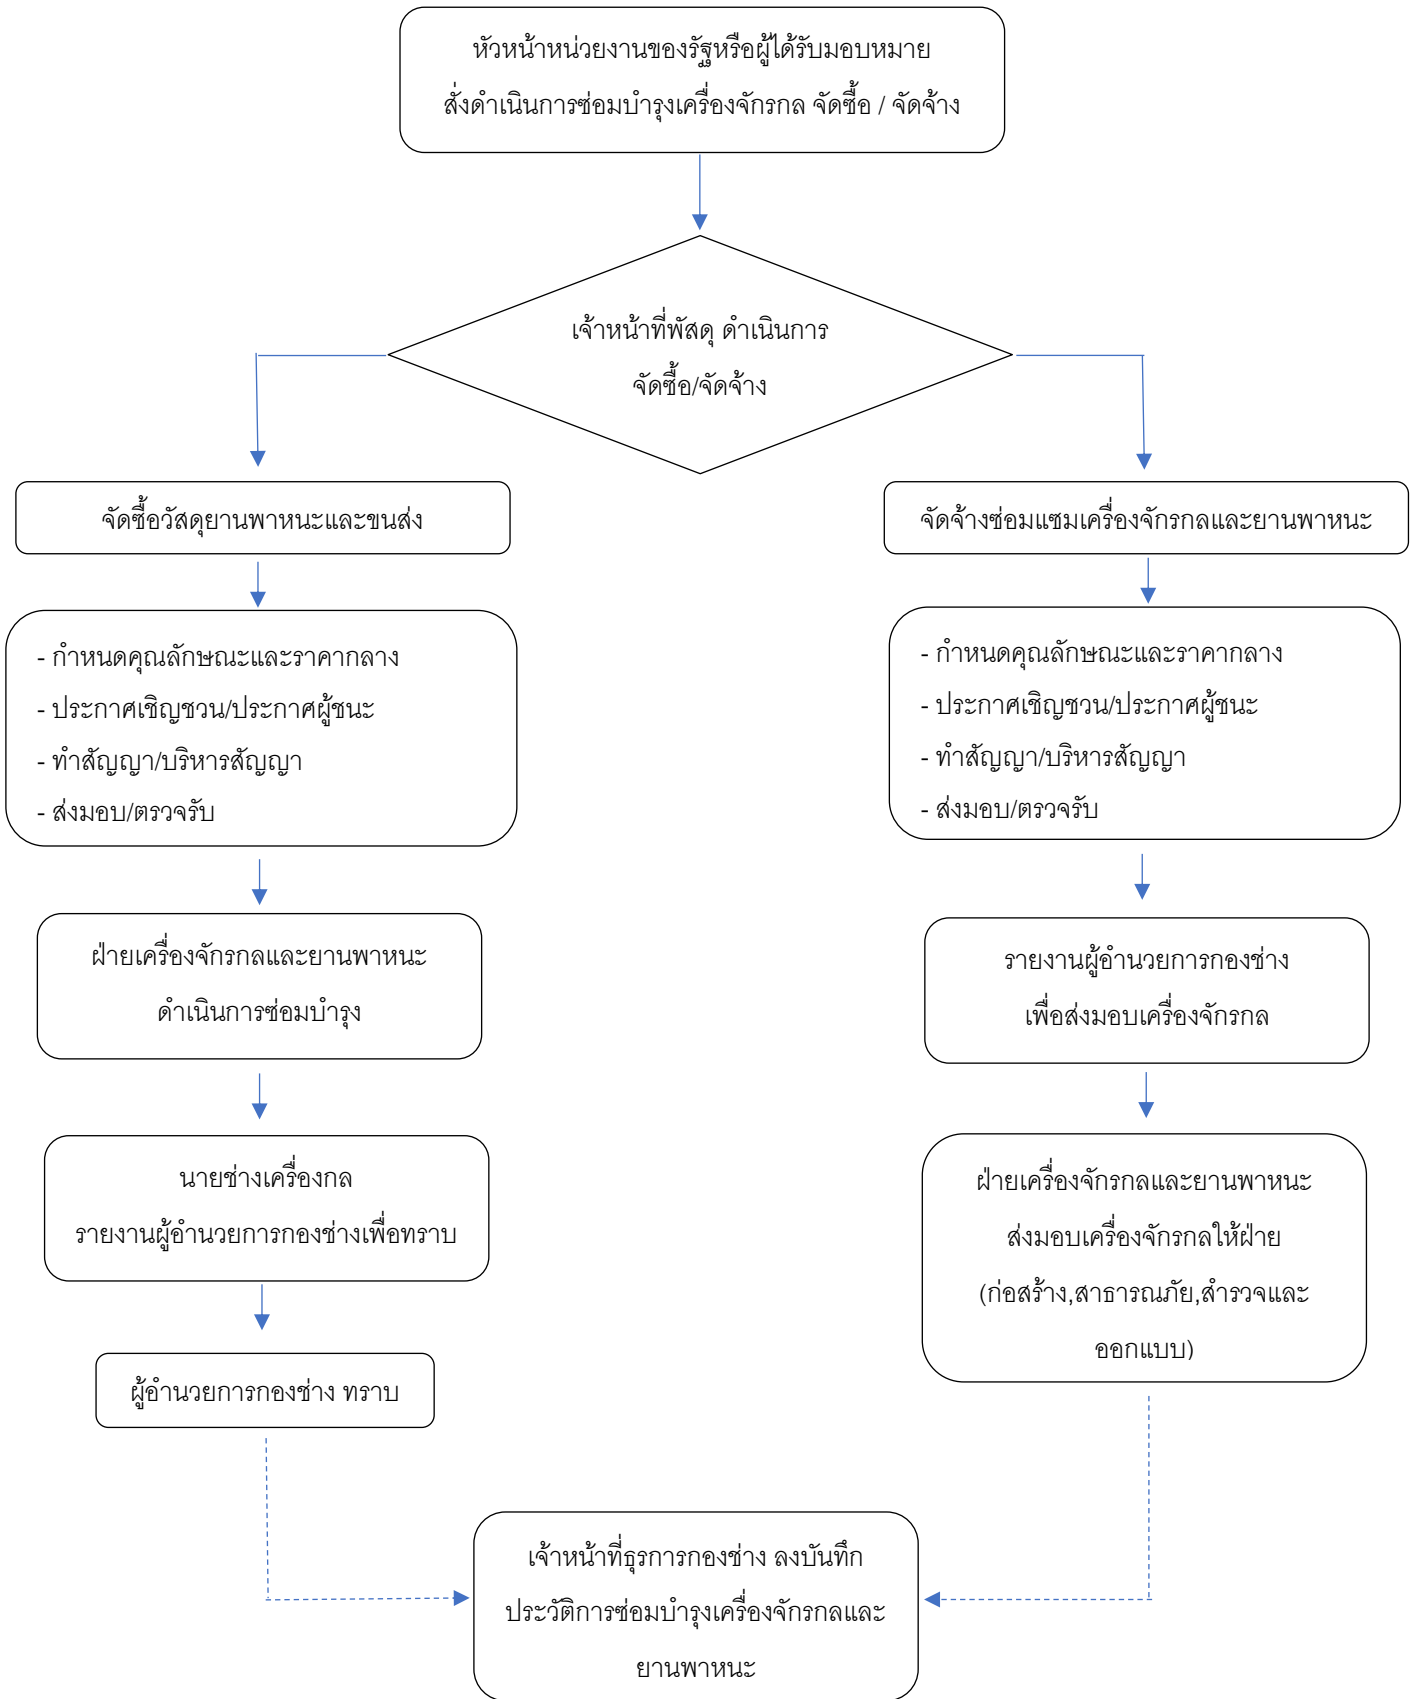 หัวหน้าหน่วยงานของรัฐหรือผู้ได้รับมอบหมาย
สั่งดำเนินการซ่อมบำรุงเครื่องจักรกล จัดซื้อ / จัดจ้าง
เจ้าหน้าที่พัสดุ ดำเนินการ
จัดซื้อ/จัดจ้าง
จัดซื้อวัสดุยานพาหนะและขนส่ง
- กำหนดคุณลักษณะและราคากลาง
- ประกาศเชิญชวน/ประกาศผู้ชนะ
- ทำสัญญา/บริหารสัญญา
- ส่งมอบ/ตรวจรับ
ฝ่ายเครื่องจักรกลและยานพาหนะ
ดำเนินการซ่อมบำรุง
นายช่างเครื่องกล
รายงานผู้อำนวยการกองช่างเพื่อทราบ
ผู้อำนวยการกองช่าง ทราบ
จัดจ้างซ่อมแซมเครื่องจักรกลและยานพาหนะ
- กำหนดคุณลักษณะและราคากลาง
- ประกาศเชิญชวน/ประกาศผู้ชนะ
- ทำสัญญา/บริหารสัญญา
- ส่งมอบ/ตรวจรับ
รายงานผู้อำนวยการกองช่าง
เพื่อส่งมอบเครื่องจักรกล
ฝ่ายเครื่องจักรกลและยานพาหนะ
ส่งมอบเครื่องจักรกลให้ฝ่าย
(ก่อสร้าง,สาธารณภัย,สำรวจและ
ออกแบบ)
เจ้าหน้าที่ธุรการกองช่าง ลงบันทึก
ประวัติการซ่อมบำรุงเครื่องจักรกลและ
ยานพาหนะ